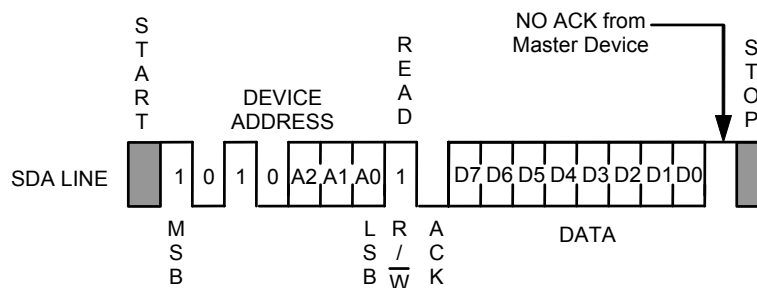 START
DEVICE ADDRESS
READ
NO ACK from
Master Device
STOP
SDA LINE
1 0 1 0 A2 A1 A0 1 D7 D6 D5 D4 D3 D2 D1 D0
MSB
LSB
R/W
ACK
DATA